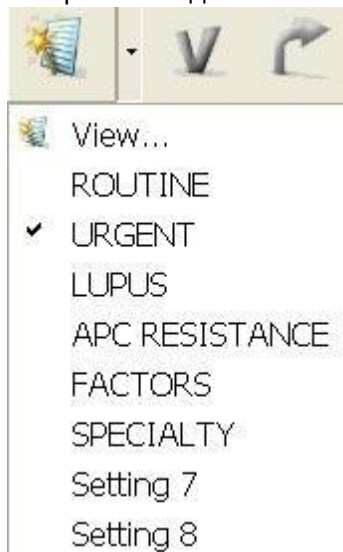 View...
ROUTINE
URGENT
LUPUS
APC RESISTANCE
FACTORS
SPECIALTY
Setting 7
Setting 8